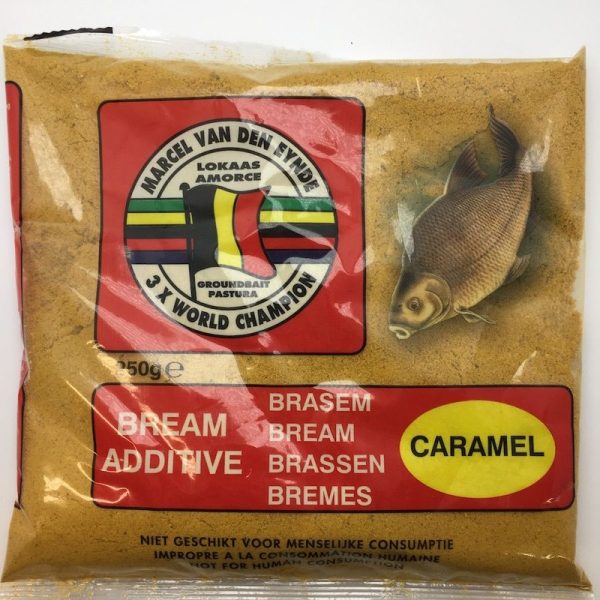 MARCEL VAN DEN EYNDE
LOKAAS
AMORCE
GROUNDBAIT
PASTURA
3 X WORLD CHAMPION
250g e
BREAM
ADDITIVE
BRASEM
BREAM
BRASSEN
BREMES
CARAMEL
NIET GESCHIKT VOOR MENSELIJKE CONSUMPTIE
IMPROPRE A LA CONSOMMATION HUMAINE
NOT FOR HUMAN CONSUMPTION